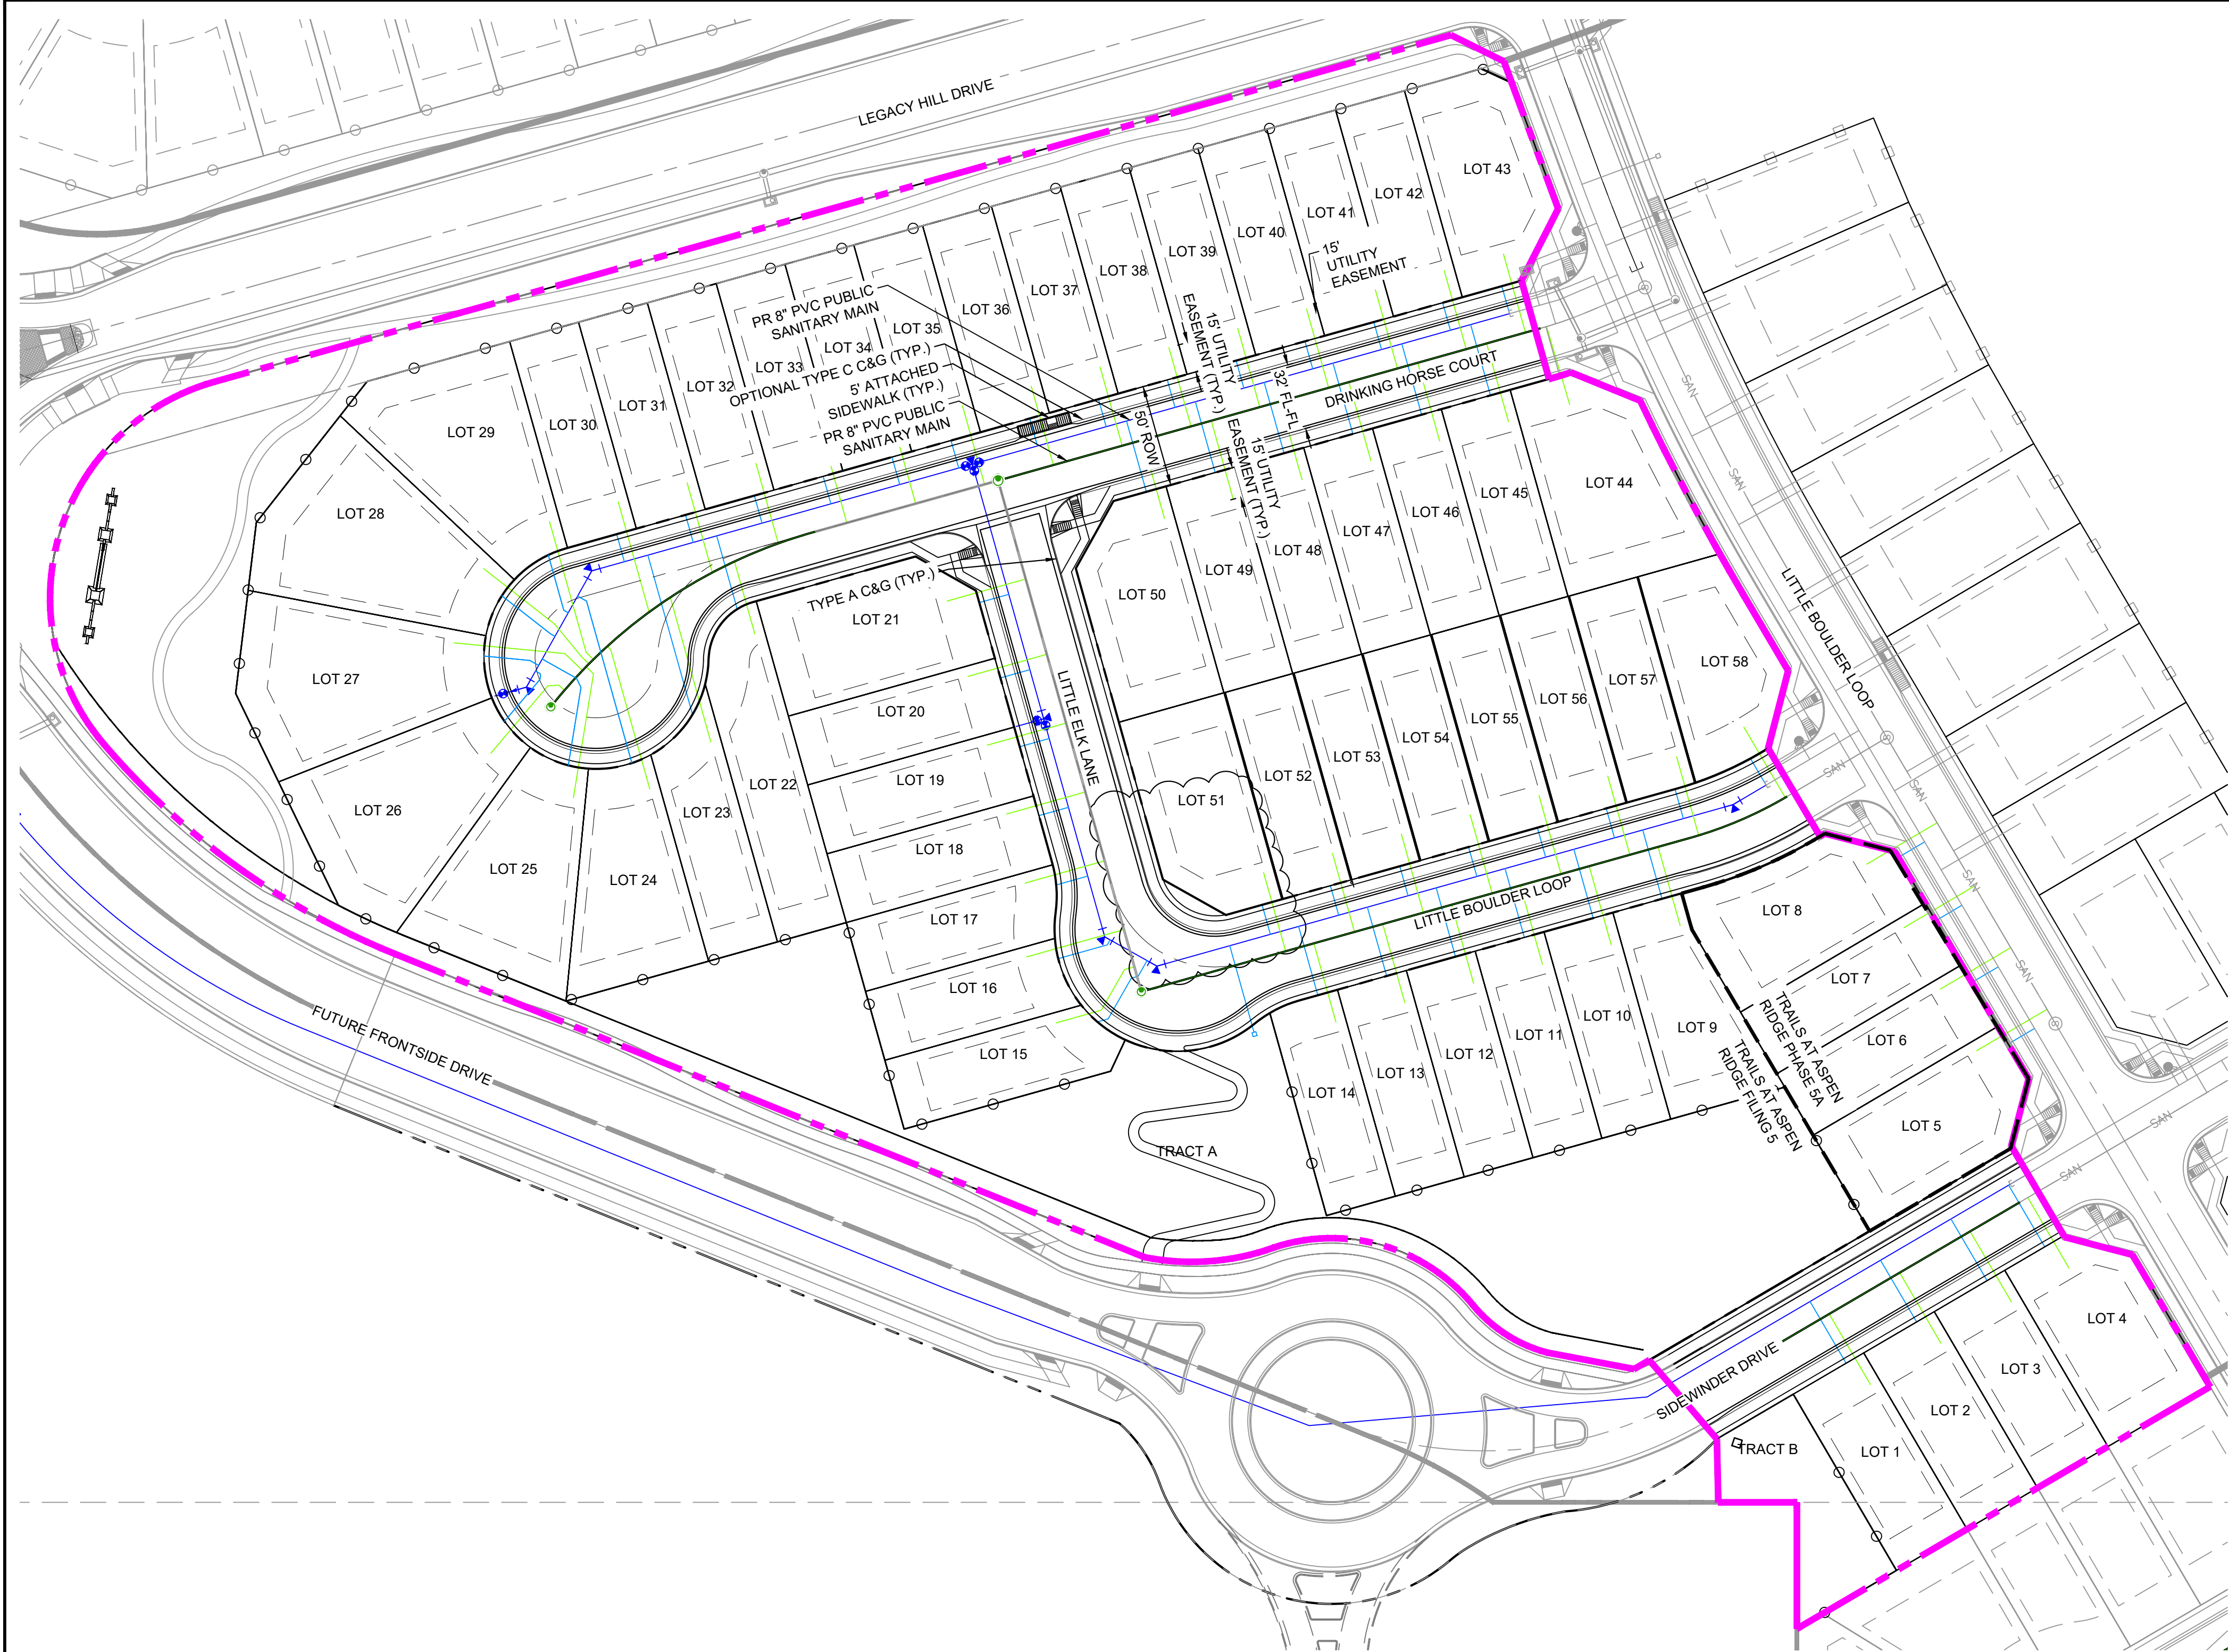 LEGACY HILL DRIVE
LOT 43
LOT 42
LOT 41
LOT 40
LOT 39
LOT 38
LOT 37
LOT 36
LOT 35
LOT 34
LOT 33
LOT 32
LOT 31
LOT 30
LOT 29
LOT 28
LOT 27
LOT 26
LOT 25
LOT 24
LOT 23
LOT 22
LOT 21
LOT 20
LOT 19
LOT 18
LOT 17
LOT 16
LOT 15
15'
UTILITY
EASEMENT
PR 8" PVC PUBLIC
SANITARY MAIN
OPTIONAL TYPE C C&G (TYP.)
5' ATTACHED
SIDEWALK (TYP.)
PR 8" PVC PUBLIC
SANITARY MAIN
15' UTILITY
EASEMENT (TYP.)
32' FL-FL
50' ROW
15' UTILITY
EASEMENT (TYP.)
DRINKING HORSE COURT
TYPE A C&G (TYP.)
LITTLE ELK LANE
LOT 44
LOT 45
LOT 46
LOT 47
LOT 48
LOT 49
LOT 50
LOT 51
LOT 52
LOT 53
LOT 54
LOT 55
LOT 56
LOT 57
LOT 58
SAN
SAN
LITTLE BOULDER LOOP
SAN
SAN
SAN
SAN
SAN
SAN
LITTLE BOULDER LOOP
LOT 8
LOT 7
LOT 6
LOT 5
TRAILS AT ASPEN
RIDGE PHASE 5A
TRAILS AT ASPEN
RIDGE FILING 5
LOT 9
LOT 10
LOT 11
LOT 12
LOT 13
LOT 14
TRACT A
FUTURE FRONTSIDE DRIVE
SIDEWINDER DRIVE
LOT 4
LOT 3
LOT 2
LOT 1
TRACT B